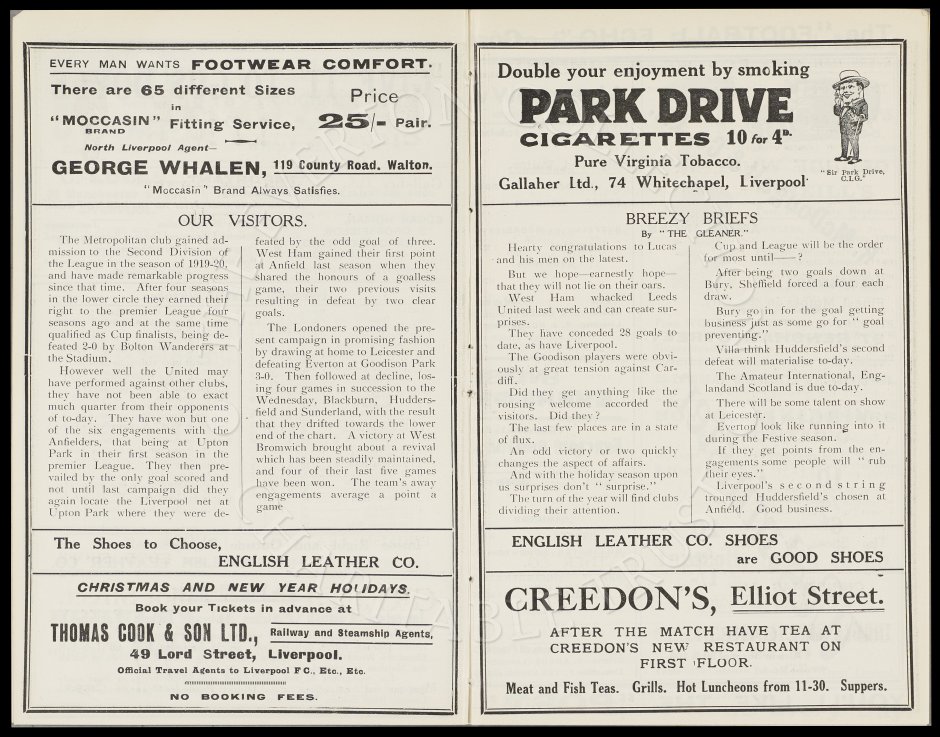 EVERY MAN WANTS FOOTWEAR COMFORT.
There are 65 different Sizes
in
"MOCCASIN" Fitting Service,
BRAND
Price
25/- Pair.
North Liverpool Agent—
GEORGE WHALEN, 119 County Road, Walton.
"Moccasin" Brand Always Satisfies.
OUR VISITORS.
The Metropolitan club gained ad-
mission to the Second Division of
the League in the season of 1919-20,
and have made remarkable progress
since that time. After four seasons
in the lower circle they earned their
right to the premier League four
seasons ago and at the same time
qualified as Cup finalists, being de-
feated 2-0 by Bolton Wanderers at
the Stadium.
However well the United may
have performed against other clubs,
they have not been able to exact
much quarter from their opponents
of to-day. They have won but one
of the six engagements with the
Anfielders, that being at Upton
Park in their first season in the
premier League. They then pre-
vailed by the only goal scored and
not until last campaign did they
again locate the Liverpool net at
Upton Park where they were de-
feated by the odd goal of three.
West Ham gained their first point
at Anfield last season when they
shared the honours of a goalless
game, their two previous visits
resulting in defeat by two clear
goals.
The Londoners opened the pre-
sent campaign in promising fashion
by drawing at home to Leicester and
defeating Everton at Goodison Park
3-0. Then followed at decline, los-
ing four games in succession to the
Wednesday, Blackburn, Hudders-
field and Sunderland, with the result
that they drifted towards the lower
end of the chart. A victory at West
Bromwich brought about a revival
which has been steadily maintained,
and four of their last five games
have been won. The team's away
engagements average a point a
game
The Shoes to Choose,
ENGLISH LEATHER CO.
CHRISTMAS AND NEW YEAR HOLIDAYS.
Book your Tickets in advance at
THOMAS COOK & SON LTD., Railway and Steamship Agents,
49 Lord Street, Liverpool.
Official Travel Agents to Liverpool F C., Etc., Etc.
NO BOOKING FEES.
Double your enjoyment by smoking
PARK DRIVE
CIGARETTES 10 for 4D.
Pure Virginia Tobacco.
Gallaher Ltd., 74 Whitechapel, Liverpool
"Sir Park Drive,
C.I.G."
BREEZY BRIEFS
By "THE GLEANER."
Hearty congratulations to Lucas
and his men on the latest.
But we hope—earnestly hope—
that they will not lie on their oars.
West Ham whacked Leeds
United last week and can create sur-
prises.
They have conceded 28 goals to
date, as have Liverpool.
The Goodison players were obvi-
ously at great tension against Car-
diff.
Did they get anything like the
rousing welcome accorded the
visitors. Did they?
The last few places are in a state
of flux.
An odd victory or two quickly
changes the aspect of affairs.
And with the holiday season upon
us surprises don't "surprise."
The turn of the year will find clubs
dividing their attention.
Cup and League will be the order
for most until——?
After being two goals down at
Bury, Sheffield forced a four each
draw.
Bury go in for the goal getting
business just as some go for "goal
preventing."
Villa think Huddersfield's second
defeat will materialise to-day.
The Amateur International, Eng-
landand Scotland is due to-day.
There will be some talent on show
at Leicester.
Everton look like running into it
during the Festive season.
If they get points from the en-
gagements some people will "rub
their eyes."
Liverpool's second string
trounced Huddersfield's chosen at
Anfield. Good business.
ENGLISH LEATHER CO. SHOES
are GOOD SHOES
CREEDON'S, Elliot Street.
AFTER THE MATCH HAVE TEA AT
CREEDON'S NEW RESTAURANT ON
FIRST FLOOR.
Meat and Fish Teas. Grills. Hot Luncheons from 11-30. Suppers.